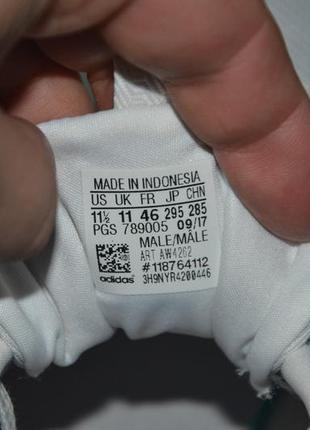 MADE IN INDONESIA
US UK FR JP CHN
11½ 11 46 295 285
PGS 789005 09/17
MALE/MÂLE
ART AW4262
#118764112
adidas 3H9NYR4200446